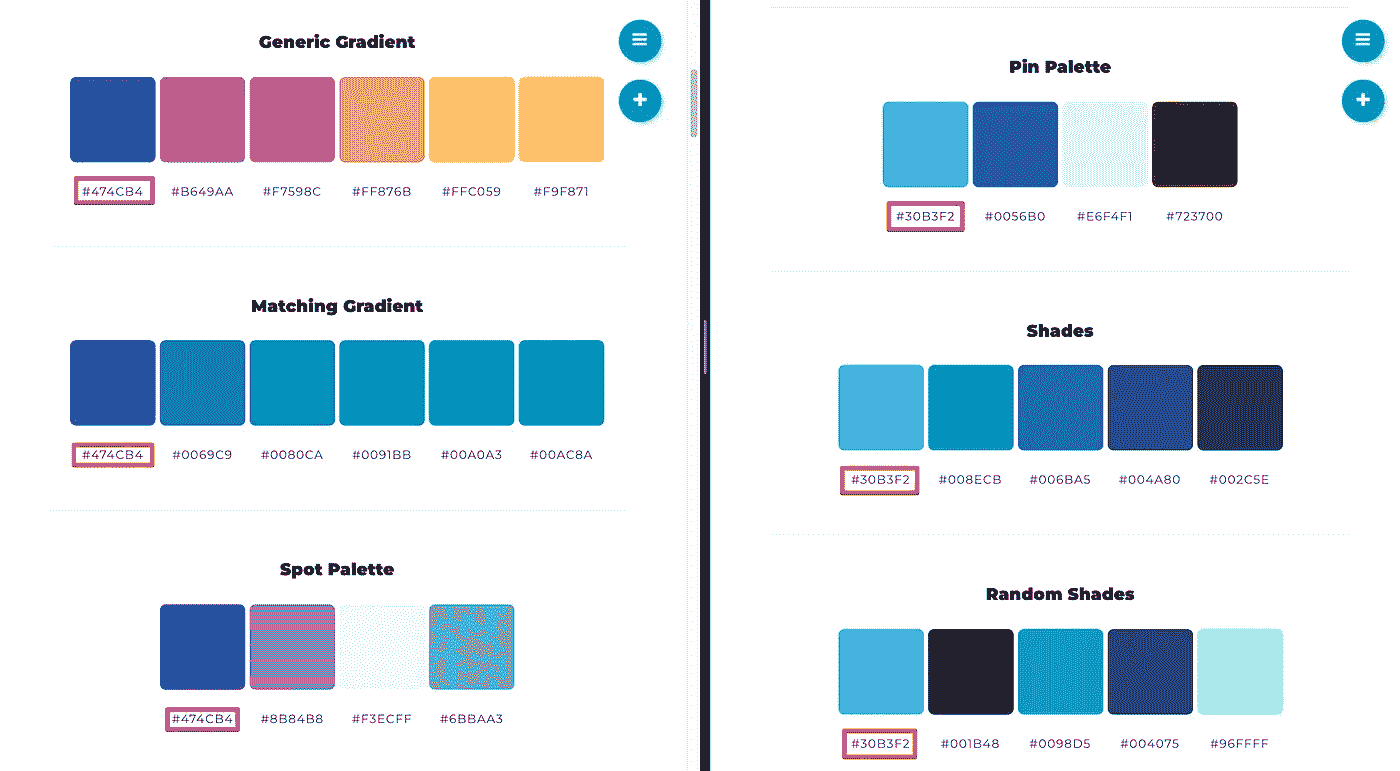 Generic Gradient
#474CB4 #B649AA #F7598C #FF876B #FFC059 #F9F871
Matching Gradient
#474CB4 #0069C9 #0080CA #0091BB #00A0A3 #00AC8A
Spot Palette
#474CB4 #8B84B8 #F3ECFF #6BBAA3
Pin Palette
#30B3F2 #0056B0 #E6F4F1 #723700
Shades
#30B3F2 #008ECB #006BA5 #004A80 #002C5E
Random Shades
#30B3F2 #001B48 #0098D5 #004075 #96FFFF